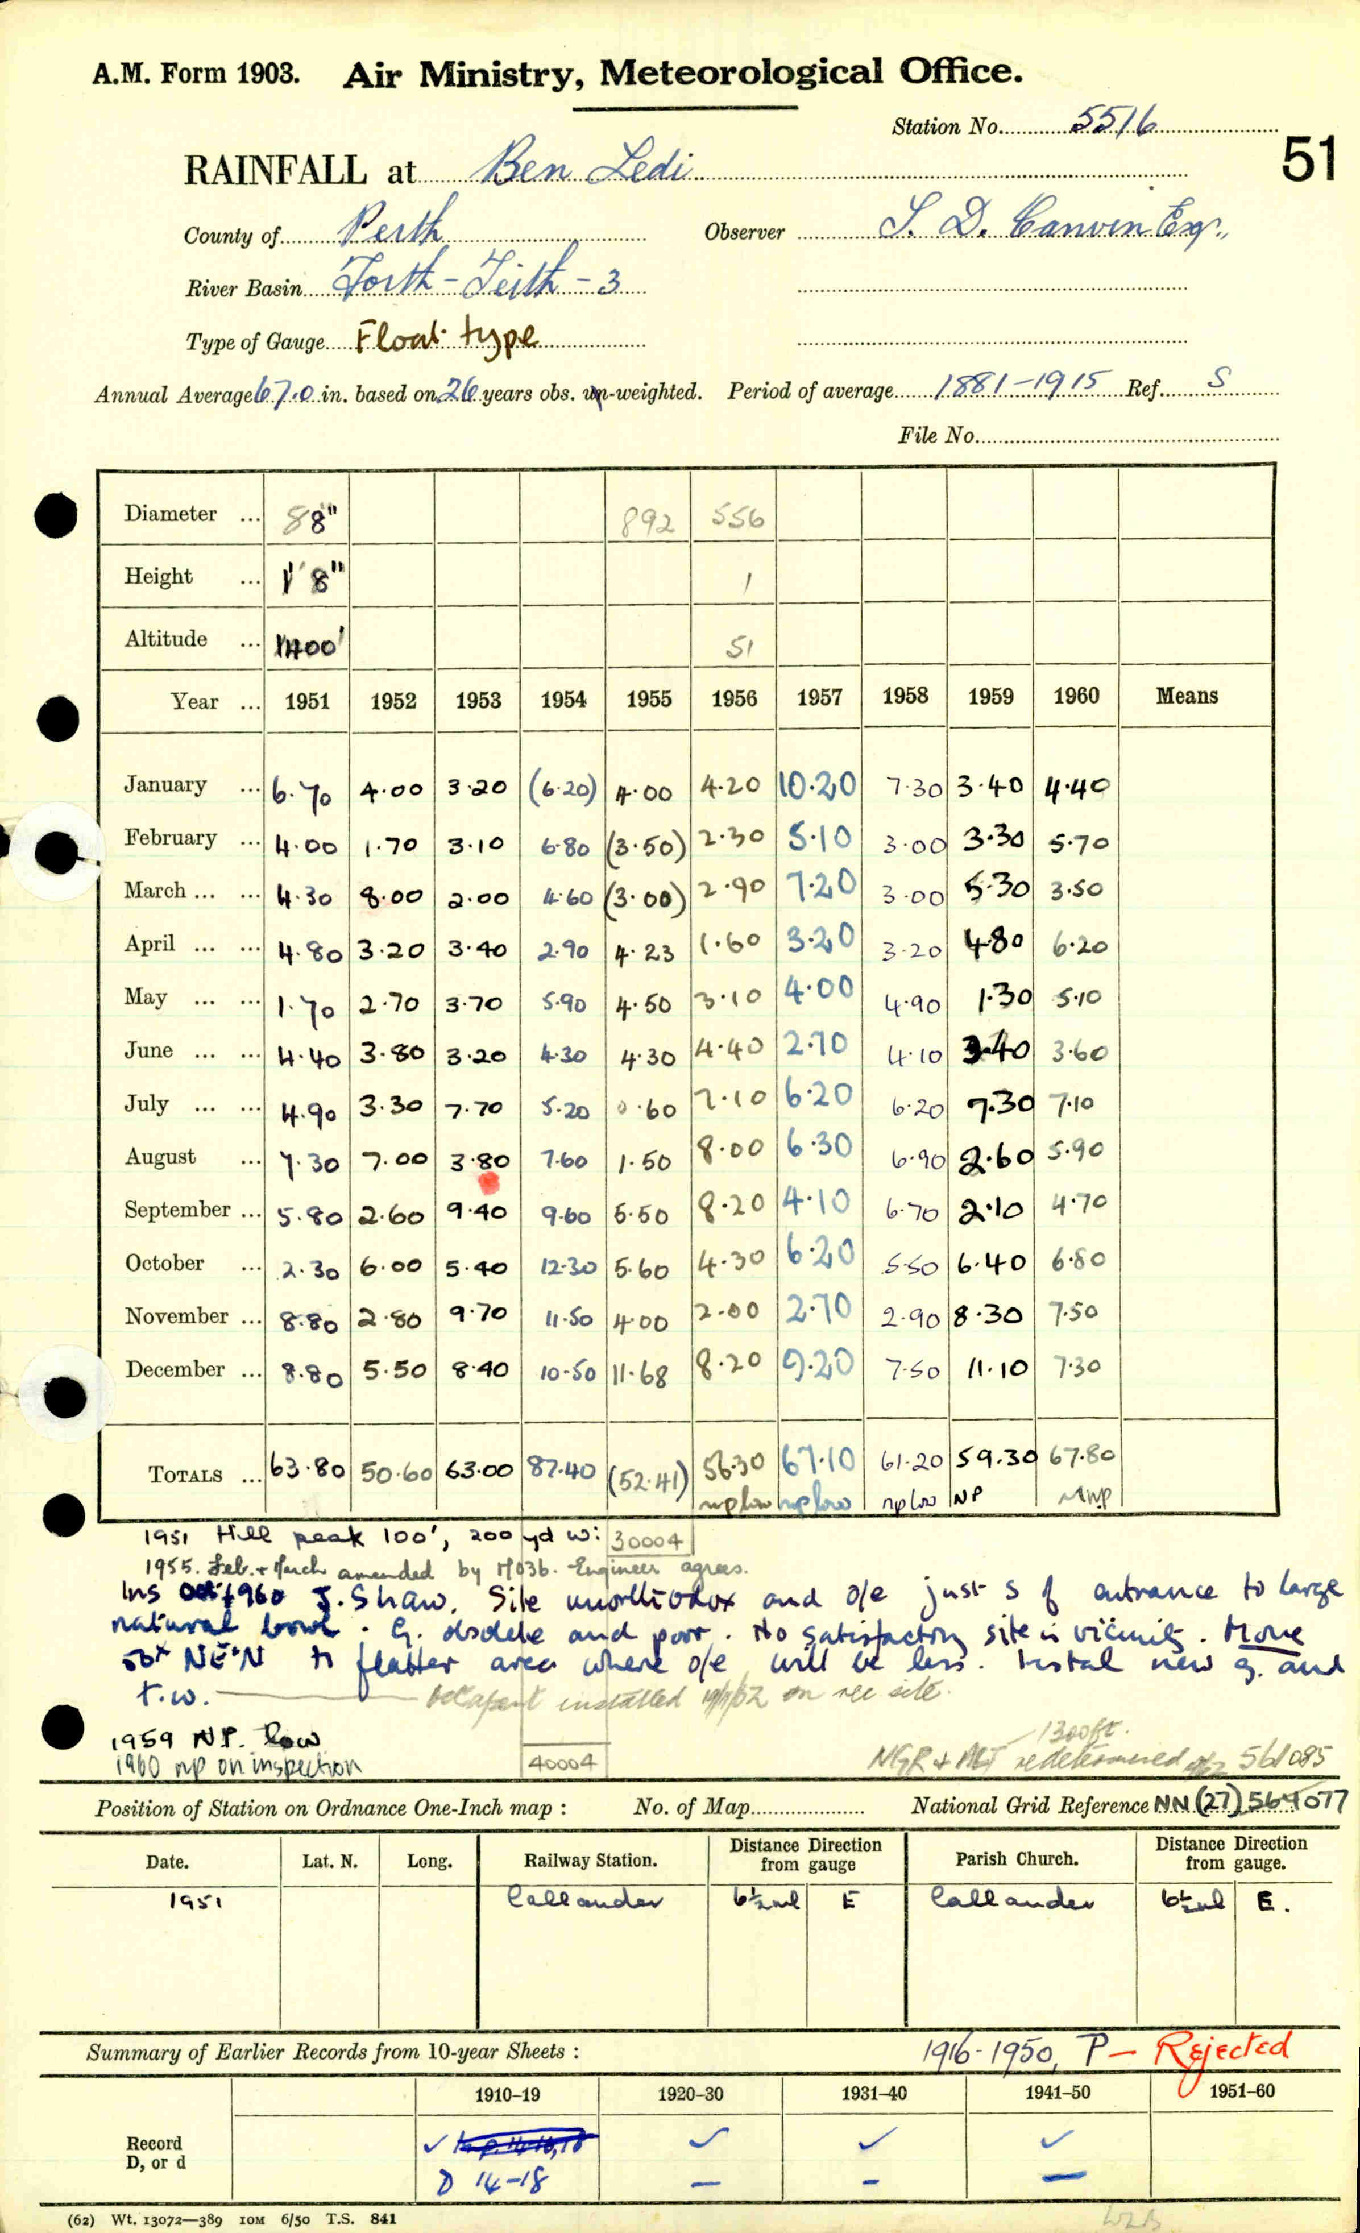 A.M. Form 1903. Air Ministry, Meteorological Office.
Station No. 5516
51
RAINFALL at Ben Ledi
County of Perth Observer
River Basin Forth - Teith - 3
Type of Gauge Float type
Annual Average 67.0 in. based on 26 years obs. un-weighted. Period of average 1881-1915 Ref. S
File No.
Diameter ... 8" 892 556
Height ... 1' 8" 1
Altitude ... 1400' 51
Year ... 1951 1952 1953 1954 1955 1956 1957 1958 1959 1960 Means
January ... 6.70 4.00 3.20 (6.20) 4.00 4.20 10.20 7.30 3.40 4.40
February ... 4.00 1.70 3.10 6.80 (3.50) 2.30 5.10 3.00 3.30 5.70
March ... ... 4.30 8.00 2.00 4.60 (3.00) 2.90 7.20 3.00 5.30 3.50
April ... ... 4.80 3.20 3.40 2.90 4.23 1.60 3.20 3.20 4.80 6.20
May ... ... 1.70 2.70 3.70 5.90 4.50 3.10 4.00 4.90 1.30 5.10
June ... ... 4.40 3.80 3.20 4.30 4.30 4.40 2.70 4.10 3.40 3.60
July ... ... 4.90 3.30 7.70 5.20 0.60 7.10 6.20 6.20 7.30 7.10
August ... 7.30 7.00 3.80 7.60 1.50 8.00 6.30 6.90 2.60 5.90
September ... 5.80 2.60 9.40 9.60 5.50 8.20 4.10 6.70 2.10 4.70
October ... 2.30 6.00 5.40 12.30 5.60 4.30 6.20 5.50 6.40 6.80
November ... 8.80 2.80 9.70 11.50 4.00 2.00 2.70 2.90 8.30 7.50
December ... 8.80 5.50 8.40 10.50 11.68 8.20 9.20 7.50 11.10 7.30
TOTALS ... 63.80 50.60 63.00 87.40 (52.41) 56.30 67.10 61.20 59.30 67.80
np low np low np low NP
1951 Hill peak 100', 200 yd W: 30004
1955. Feb. + March amended by M03b. Engineer agrees.
Ins Oct 1960 J. Shaw. Site unorthodox and o/e just S of entrance to large
natural bowl. G. obsolete and poor. No satisfactory site in vicinity. Move
50x NE'N to flatter area where o/e will be less. Instal new g. and
t.w. installed on site.
1959 N.P. low
1960 np on inspection 40004
1300ft.
NGR + ALT redetermined 561085
Position of Station on Ordnance One-Inch map : No. of Map National Grid Reference NN (27) 564077
Date. Lat. N. Long. Railway Station. Distance from Direction gauge Parish Church. Distance from Direction gauge.
1951 Callander 6½ ml E Callander 6½ ml E.
Summary of Earlier Records from 10-year Sheets : 1916-1950, P - Rejected
1910–19 1920–30 1931–40 1941–50 1951–60
Record ✓ ✓ ✓ ✓
D, or d D 14-18 - - -
(62) Wt. 13072—389 10M 6/50 T.S. 841